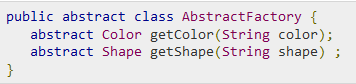 public abstract class AbstractFactory {
   abstract Color getColor(String color);
   abstract Shape getShape(String shape) ;
}